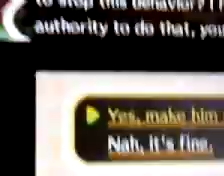 to stop this behavior?
authority to do that, you
Yes, make him
Nah, it's fine.